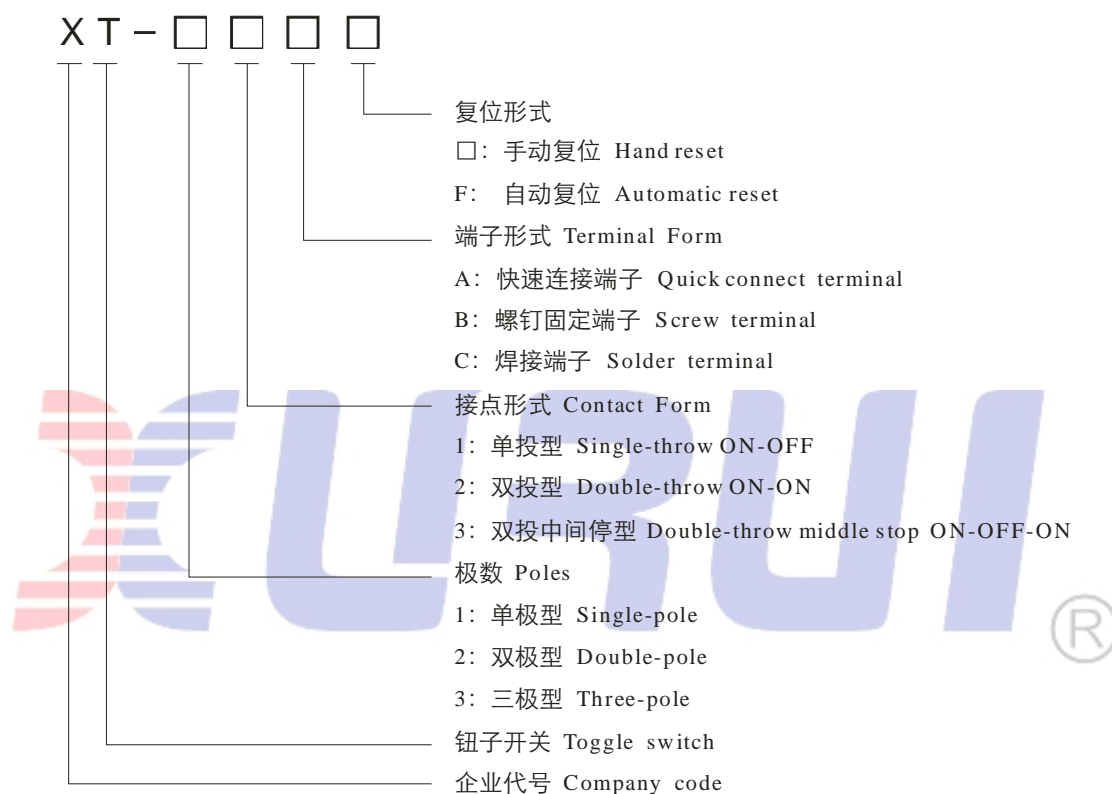 XT-□□□□
复位形式
□：手动复位 Hand reset
F： 自动复位 Automatic reset
端子形式 Terminal Form
A：快速连接端子 Quick connect terminal
B：螺钉固定端子 Screw terminal
C：焊接端子 Solder terminal
接点形式 Contact Form
1：单投型 Single-throw ON-OFF
2：双投型 Double-throw ON-ON
3：双投中间停型 Double-throw middle stop ON-OFF-ON
极数 Poles
1：单极型 Single-pole
2：双极型 Double-pole
3：三极型 Three-pole
钮子开关 Toggle switch
企业代号 Company code
XURUI®